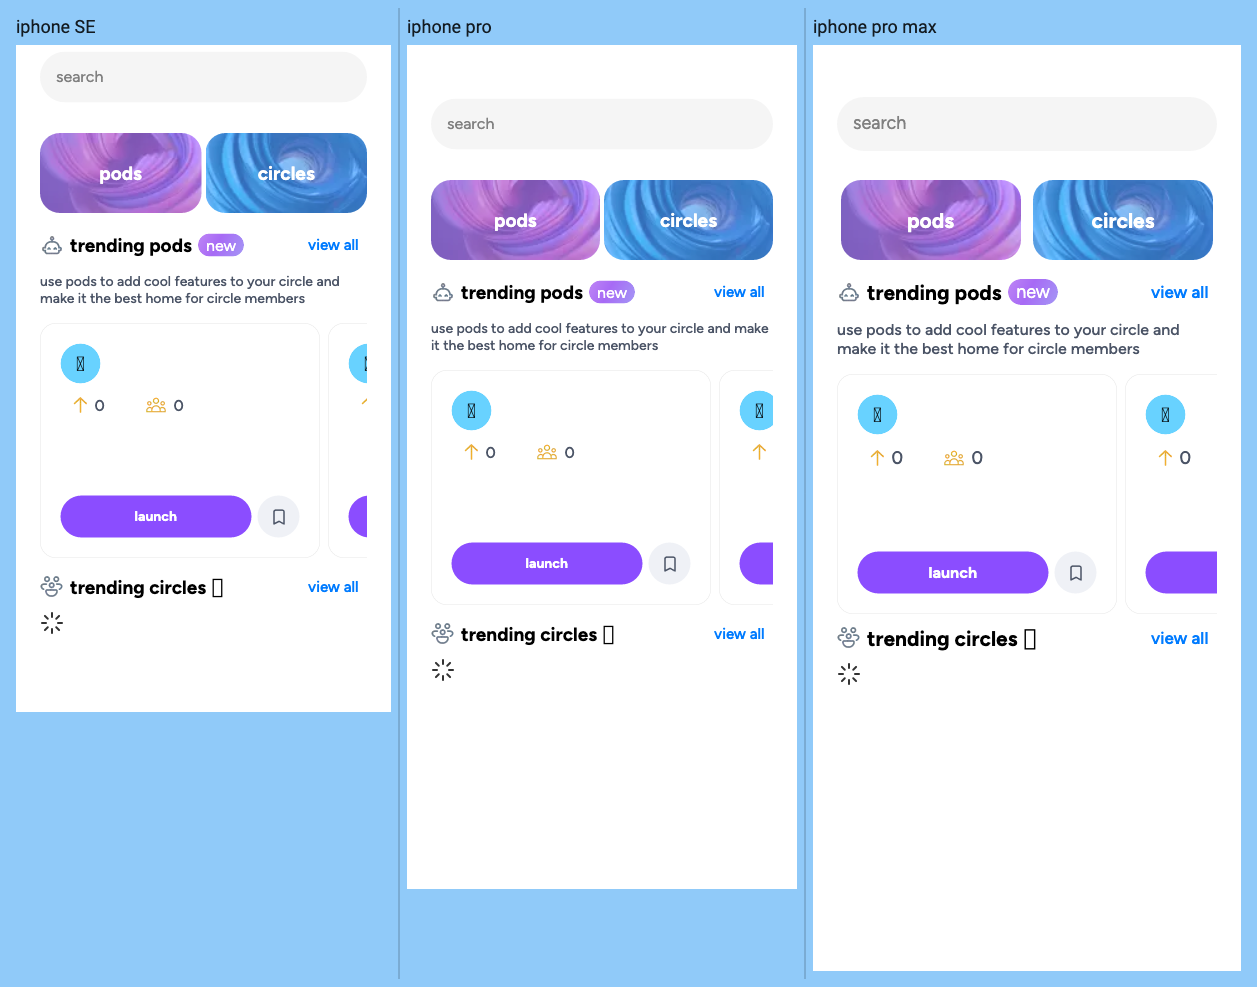 iphone SE
search
pods
circles
trending pods new
view all
use pods to add cool features to your circle and
make it the best home for circle members
0
0
launch
trending circles
view all
iphone pro
search
pods
circles
trending pods new
view all
use pods to add cool features to your circle and make
it the best home for circle members
0
0
launch
trending circles
view all
iphone pro max
search
pods
circles
trending pods new
view all
use pods to add cool features to your circle and
make it the best home for circle members
0
0
0
launch
trending circles
view all